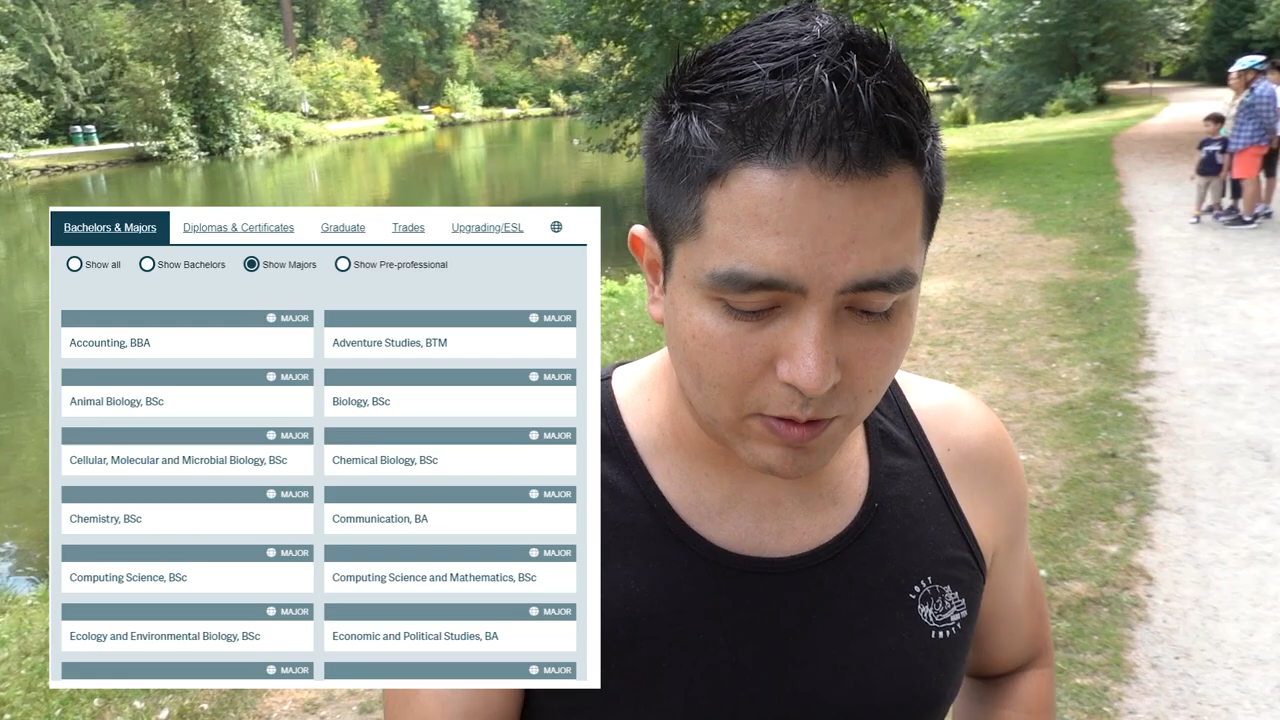 Bachelors & Majors Diplomas & Certificates Graduate Trades Upgrading/ESL
Show all Show Bachelors Show Majors Show Pre-professional
MAJOR MAJOR
Accounting, BBA Adventure Studies, BTM
MAJOR MAJOR
Animal Biology, BSc Biology, BSc
MAJOR MAJOR
Cellular, Molecular and Microbial Biology, BSc Chemical Biology, BSc
MAJOR MAJOR
Chemistry, BSc Communication, BA
MAJOR MAJOR
Computing Science, BSc Computing Science and Mathematics, BSc
MAJOR MAJOR
Ecology and Environmental Biology, BSc Economic and Political Studies, BA
MAJOR MAJOR
LOST
EMPTY